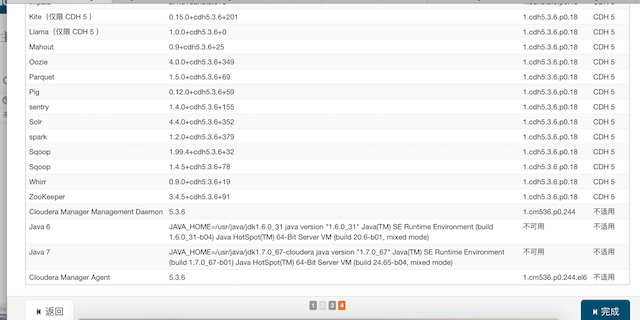 Kite（仅限 CDH 5 ） 0.15.0+cdh5.3.6+201 1.cdh5.3.6.p0.18 CDH 5
Llama（仅限 CDH 5 ） 1.0.0+cdh5.3.6+0 1.cdh5.3.6.p0.18 CDH 5
Mahout 0.9+cdh5.3.6+25 1.cdh5.3.6.p0.18 CDH 5
Oozie 4.0.0+cdh5.3.6+349 1.cdh5.3.6.p0.18 CDH 5
Parquet 1.5.0+cdh5.3.6+69 1.cdh5.3.6.p0.18 CDH 5
Pig 0.12.0+cdh5.3.6+59 1.cdh5.3.6.p0.18 CDH 5
sentry 1.4.0+cdh5.3.6+155 1.cdh5.3.6.p0.18 CDH 5
Solr 4.4.0+cdh5.3.6+352 1.cdh5.3.6.p0.18 CDH 5
spark 1.2.0+cdh5.3.6+379 1.cdh5.3.6.p0.18 CDH 5
Sqoop 1.99.4+cdh5.3.6+32 1.cdh5.3.6.p0.18 CDH 5
Sqoop 1.4.5+cdh5.3.6+78 1.cdh5.3.6.p0.18 CDH 5
Whirr 0.9.0+cdh5.3.6+19 1.cdh5.3.6.p0.18 CDH 5
ZooKeeper 3.4.5+cdh5.3.6+91 1.cdh5.3.6.p0.18 CDH 5
Cloudera Manager Management Daemon 5.3.6 1.cm536.p0.244 不适用
Java 6 JAVA_HOME=/usr/java/jdk1.6.0_31 java version "1.6.0_31" Java(TM) SE Runtime Environment (build 不可用 不适用
1.6.0_31-b04) Java HotSpot(TM) 64-Bit Server VM (build 20.6-b01, mixed mode)
Java 7 JAVA_HOME=/usr/java/jdk1.7.0_67-cloudera java version "1.7.0_67" Java(TM) SE Runtime Environment 不可用 不适用
(build 1.7.0_67-b01) Java HotSpot(TM) 64-Bit Server VM (build 24.65-b04, mixed mode)
Cloudera Manager Agent 5.3.6 1.cm536.p0.244.el6 不适用
返回 1 2 3 4 完成